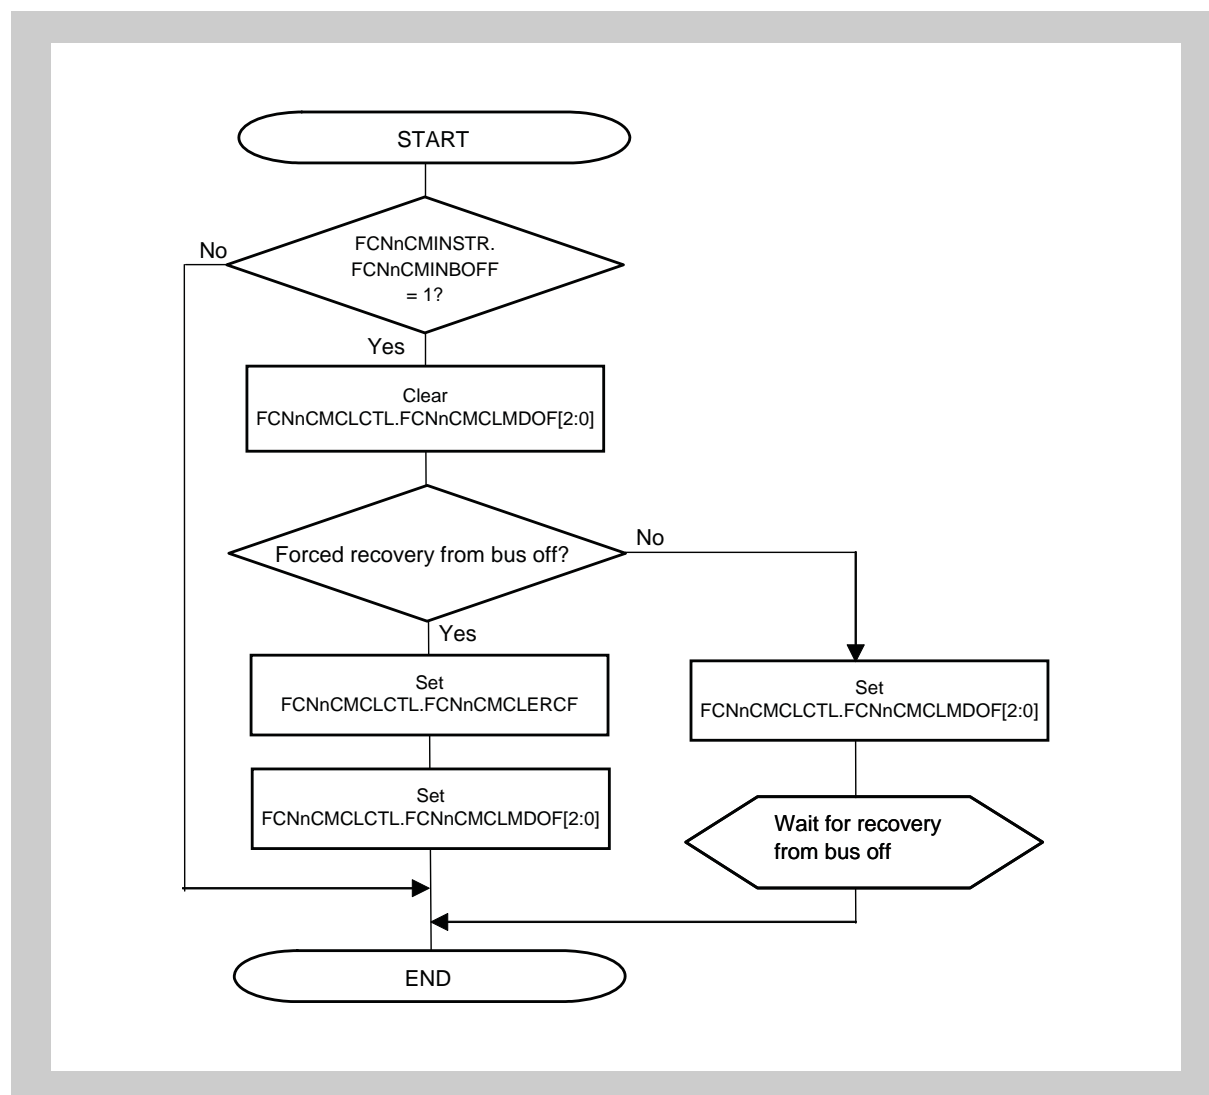 START
No
FCNnCMINSTR.
FCNnCMINBOFF
= 1?
Yes
Clear
FCNnCMCLCTL.FCNnCMCLMDOF[2:0]
Forced recovery from bus off?
No
Yes
Set
FCNnCMCLCTL.FCNnCMCLERCF
Set
FCNnCMCLCTL.FCNnCMCLMDOF[2:0]
Set
FCNnCMCLCTL.FCNnCMCLMDOF[2:0]
Wait for recovery
from bus off
END